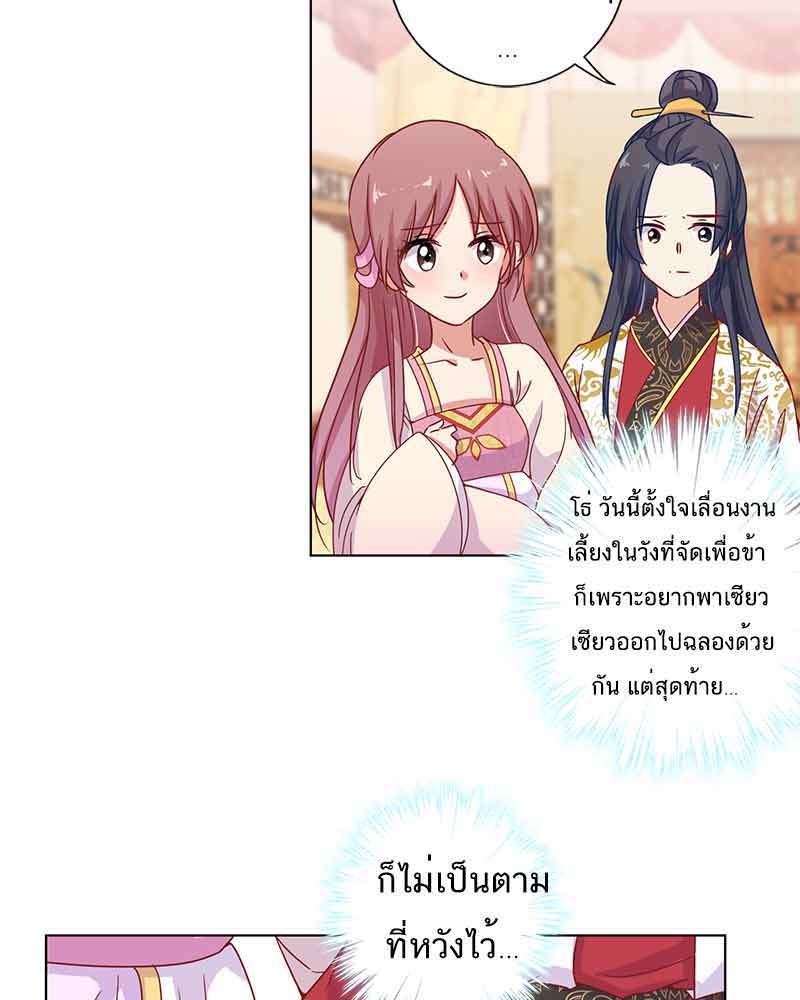 ...
โธ่ วันนี้ตั้งใจเลื่อนงาน
เลี้ยงในวังที่จัดเพื่อข้า
ก็เพราะอยากพาเซียว
เซียวออกไปฉลองด้วย
กัน แต่สุดท้าย...
ก็ไม่เป็นตาม
ที่หวังไว้...